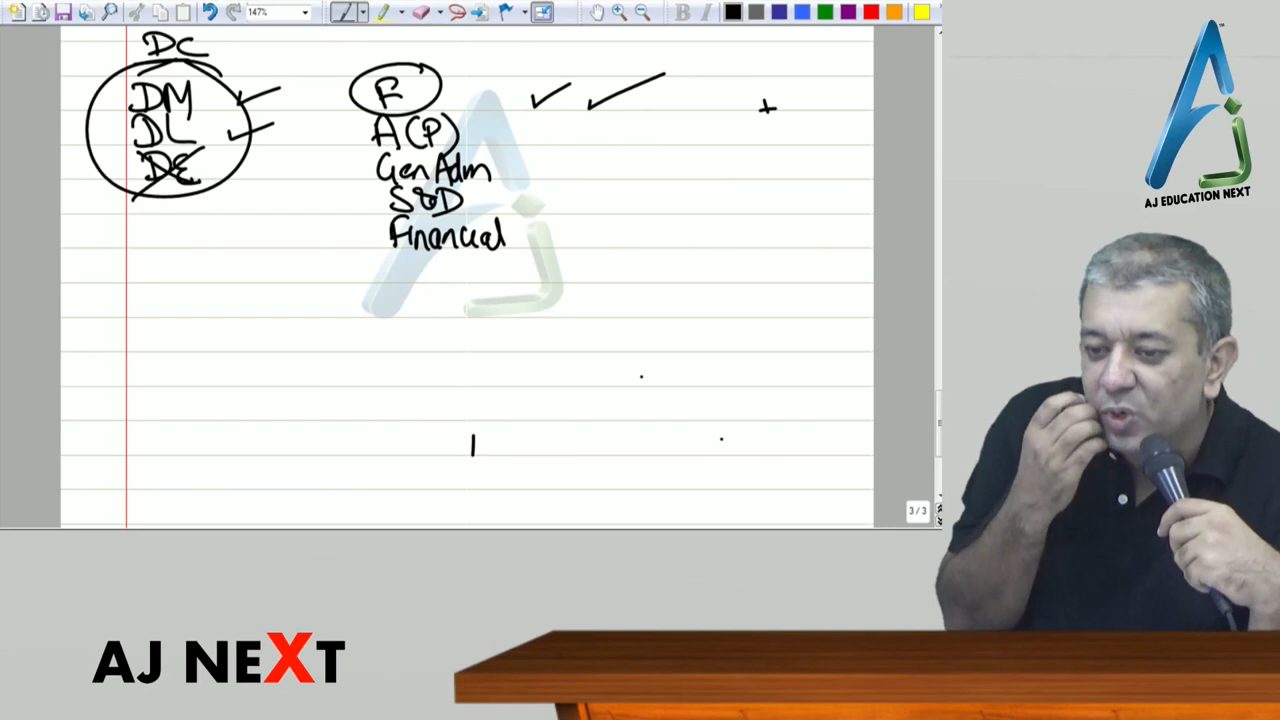 147%
B I
DC
DM
DL
DE
F
A(P)
Gen Adm
S&D
Financial
+
3 / 3
AJ EDUCATION NEXT
AJ NEXT